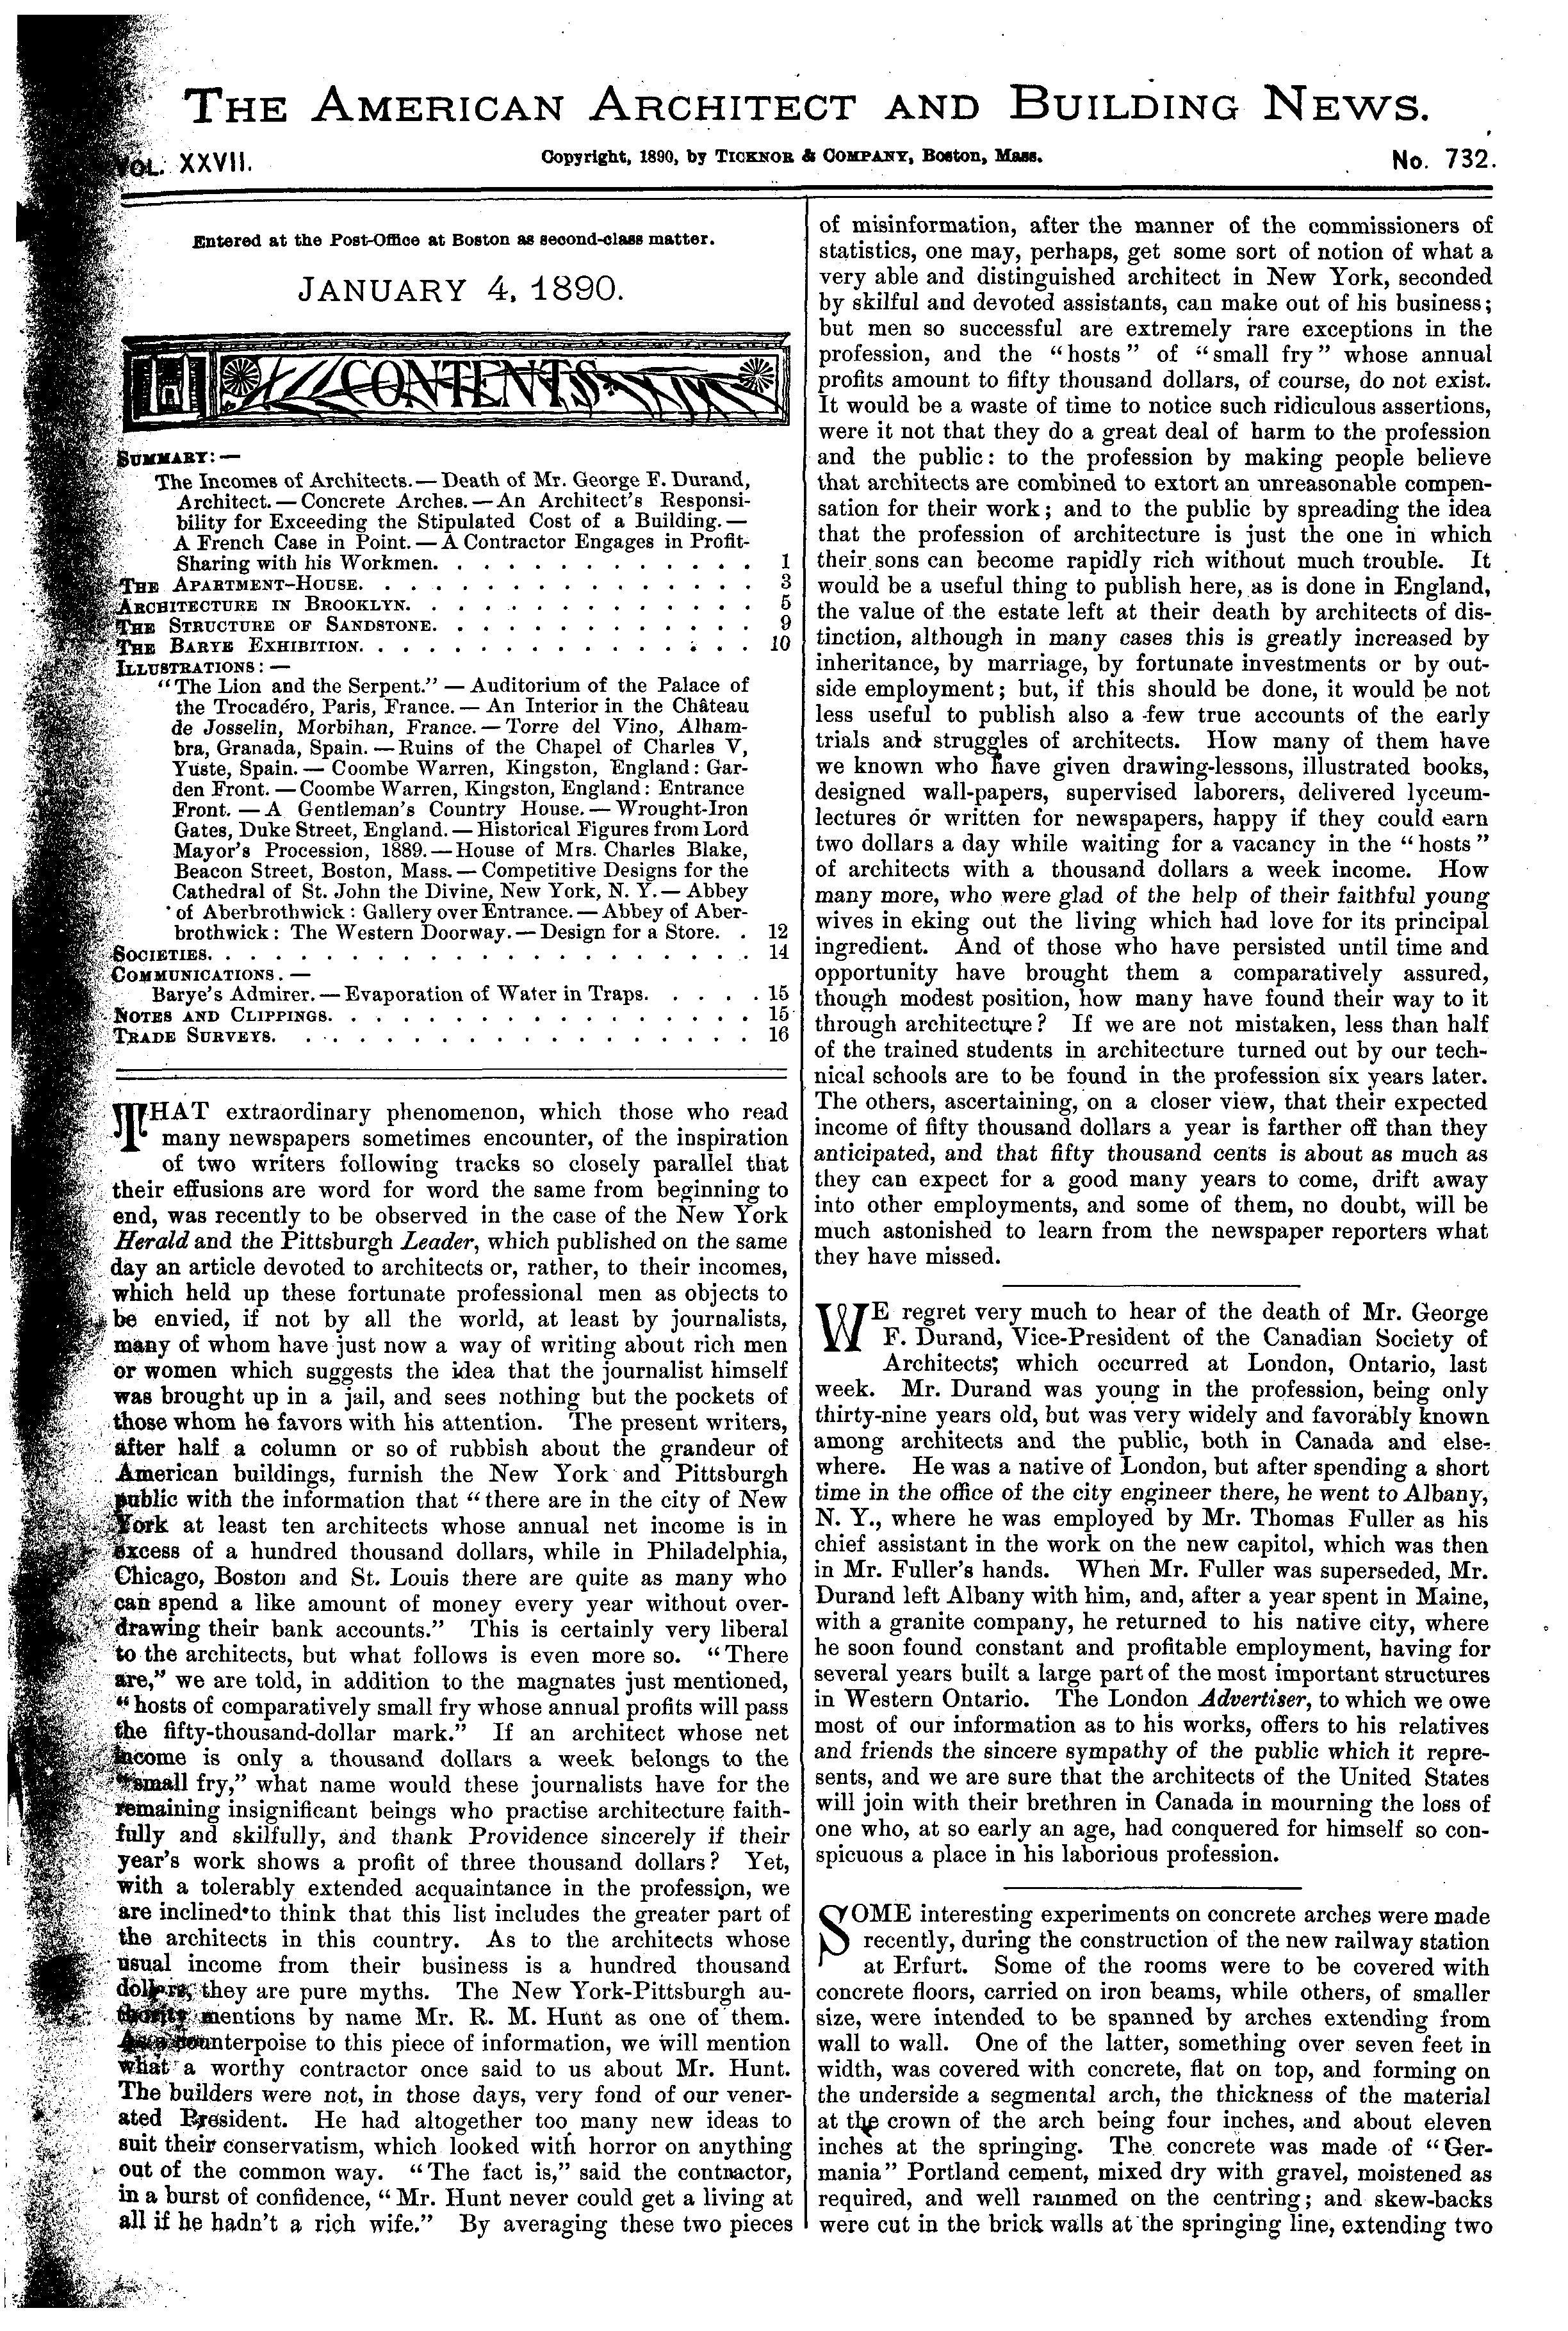 THE AMERICAN ARCHITECT AND BUILDING NEWS.
VOL. XXVII.
Copyright, 1890, by TICKNOR & COMPANY, Boston, Mass.
No. 732.
Entered at the Post-Office at Boston as second-class matter.
JANUARY 4, 1890.
CONTENTS
SUMMARY: —
The Incomes of Architects. — Death of Mr. George F. Durand,
Architect. — Concrete Arches. — An Architect's Responsi-
bility for Exceeding the Stipulated Cost of a Building. —
A French Case in Point. — A Contractor Engages in Profit-
Sharing with his Workmen. . . . . . . . . . . . . 1
THE APARTMENT-HOUSE. . . . . . . . . . . . . . . 3
ARCHITECTURE IN BROOKLYN. . . . . . . . . . . . . 5
THE STRUCTURE OF SANDSTONE. . . . . . . . . . . . 9
THE BARYE EXHIBITION. . . . . . . . . . . . . . . 10
ILLUSTRATIONS: —
"The Lion and the Serpent." — Auditorium of the Palace of
the Trocadéro, Paris, France. — An Interior in the Château
de Josselin, Morbihan, France. — Torre del Vino, Alham-
bra, Granada, Spain. — Ruins of the Chapel of Charles V,
Yuste, Spain. — Coombe Warren, Kingston, England: Gar-
den Front. — Coombe Warren, Kingston, England: Entrance
Front. — A Gentleman's Country House. — Wrought-Iron
Gates, Duke Street, England. — Historical Figures from Lord
Mayor's Procession, 1889. — House of Mrs. Charles Blake,
Beacon Street, Boston, Mass. — Competitive Designs for the
Cathedral of St. John the Divine, New York, N. Y. — Abbey
of Aberbrothwick: Gallery over Entrance. — Abbey of Aber-
brothwick: The Western Doorway. — Design for a Store. . 12
SOCIETIES. . . . . . . . . . . . . . . . . . . . . 14
COMMUNICATIONS. —
Barye's Admirer. — Evaporation of Water in Traps. . . . . 15
NOTES AND CLIPPINGS. . . . . . . . . . . . . . . . 15
TRADE SURVEYS. . . . . . . . . . . . . . . . . . . 16
THAT extraordinary phenomenon, which those who read
many newspapers sometimes encounter, of the inspiration
of two writers following tracks so closely parallel that
their effusions are word for word the same from beginning to
end, was recently to be observed in the case of the New York
Herald and the Pittsburgh Leader, which published on the same
day an article devoted to architects or, rather, to their incomes,
which held up these fortunate professional men as objects to
be envied, if not by all the world, at least by journalists,
many of whom have just now a way of writing about rich men
or women which suggests the idea that the journalist himself
was brought up in a jail, and sees nothing but the pockets of
those whom he favors with his attention. The present writers,
after half a column or so of rubbish about the grandeur of
American buildings, furnish the New York and Pittsburgh
public with the information that "there are in the city of New
York at least ten architects whose annual net income is in
excess of a hundred thousand dollars, while in Philadelphia,
Chicago, Boston and St. Louis there are quite as many who
can spend a like amount of money every year without over-
drawing their bank accounts." This is certainly very liberal
to the architects, but what follows is even more so. "There
are," we are told, in addition to the magnates just mentioned,
"hosts of comparatively small fry whose annual profits will pass
the fifty-thousand-dollar mark." If an architect whose net
income is only a thousand dollars a week belongs to the
"small fry," what name would these journalists have for the
remaining insignificant beings who practise architecture faith-
fully and skilfully, and thank Providence sincerely if their
year's work shows a profit of three thousand dollars? Yet,
with a tolerably extended acquaintance in the profession, we
are inclined to think that this list includes the greater part of
the architects in this country. As to the architects whose
usual income from their business is a hundred thousand
dollars, they are pure myths. The New York-Pittsburgh au-
thority mentions by name Mr. R. M. Hunt as one of them.
As a counterpoise to this piece of information, we will mention
what a worthy contractor once said to us about Mr. Hunt.
The builders were not, in those days, very fond of our vener-
ated President. He had altogether too many new ideas to
suit their conservatism, which looked with horror on anything
out of the common way. "The fact is," said the contractor,
in a burst of confidence, "Mr. Hunt never could get a living at
all if he hadn't a rich wife." By averaging these two pieces
of misinformation, after the manner of the commissioners of
statistics, one may, perhaps, get some sort of notion of what a
very able and distinguished architect in New York, seconded
by skilful and devoted assistants, can make out of his business;
but men so successful are extremely rare exceptions in the
profession, and the "hosts" of "small fry" whose annual
profits amount to fifty thousand dollars, of course, do not exist.
It would be a waste of time to notice such ridiculous assertions,
were it not that they do a great deal of harm to the profession
and the public: to the profession by making people believe
that architects are combined to extort an unreasonable compen-
sation for their work; and to the public by spreading the idea
that the profession of architecture is just the one in which
their sons can become rapidly rich without much trouble. It
would be a useful thing to publish here, as is done in England,
the value of the estate left at their death by architects of dis-
tinction, although in many cases this is greatly increased by
inheritance, by marriage, by fortunate investments or by out-
side employment; but, if this should be done, it would be not
less useful to publish also a few true accounts of the early
trials and struggles of architects. How many of them have
we known who have given drawing-lessons, illustrated books,
designed wall-papers, supervised laborers, delivered lyceum-
lectures or written for newspapers, happy if they could earn
two dollars a day while waiting for a vacancy in the "hosts"
of architects with a thousand dollars a week income. How
many more, who were glad of the help of their faithful young
wives in eking out the living which had love for its principal
ingredient. And of those who have persisted until time and
opportunity have brought them a comparatively assured,
though modest position, how many have found their way to it
through architecture? If we are not mistaken, less than half
of the trained students in architecture turned out by our tech-
nical schools are to be found in the profession six years later.
The others, ascertaining, on a closer view, that their expected
income of fifty thousand dollars a year is farther off than they
anticipated, and that fifty thousand cents is about as much as
they can expect for a good many years to come, drift away
into other employments, and some of them, no doubt, will be
much astonished to learn from the newspaper reporters what
they have missed.
WE regret very much to hear of the death of Mr. George
F. Durand, Vice-President of the Canadian Society of
Architects; which occurred at London, Ontario, last
week. Mr. Durand was young in the profession, being only
thirty-nine years old, but was very widely and favorably known
among architects and the public, both in Canada and else-
where. He was a native of London, but after spending a short
time in the office of the city engineer there, he went to Albany,
N. Y., where he was employed by Mr. Thomas Fuller as his
chief assistant in the work on the new capitol, which was then
in Mr. Fuller's hands. When Mr. Fuller was superseded, Mr.
Durand left Albany with him, and, after a year spent in Maine,
with a granite company, he returned to his native city, where
he soon found constant and profitable employment, having for
several years built a large part of the most important structures
in Western Ontario. The London Advertiser, to which we owe
most of our information as to his works, offers to his relatives
and friends the sincere sympathy of the public which it repre-
sents, and we are sure that the architects of the United States
will join with their brethren in Canada in mourning the loss of
one who, at so early an age, had conquered for himself so con-
spicuous a place in his laborious profession.
SOME interesting experiments on concrete arches were made
recently, during the construction of the new railway station
at Erfurt. Some of the rooms were to be covered with
concrete floors, carried on iron beams, while others, of smaller
size, were intended to be spanned by arches extending from
wall to wall. One of the latter, something over seven feet in
width, was covered with concrete, flat on top, and forming on
the underside a segmental arch, the thickness of the material
at the crown of the arch being four inches, and about eleven
inches at the springing. The concrete was made of "Ger-
mania" Portland cement, mixed dry with gravel, moistened as
required, and well rammed on the centring; and skew-backs
were cut in the brick walls at the springing line, extending two